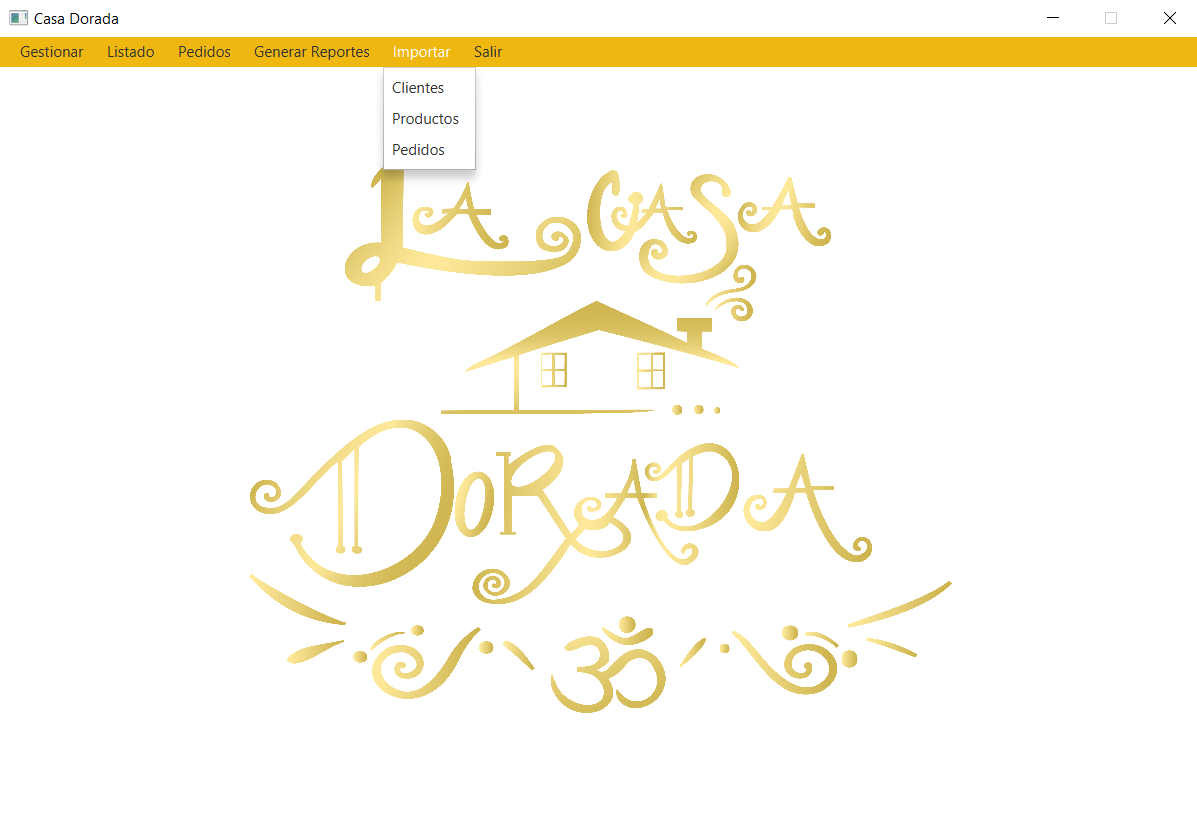 Casa Dorada
Gestionar Listado Pedidos Generar Reportes Importar Salir
Clientes
Productos
Pedidos
LA CASA
DORADA
ॐ